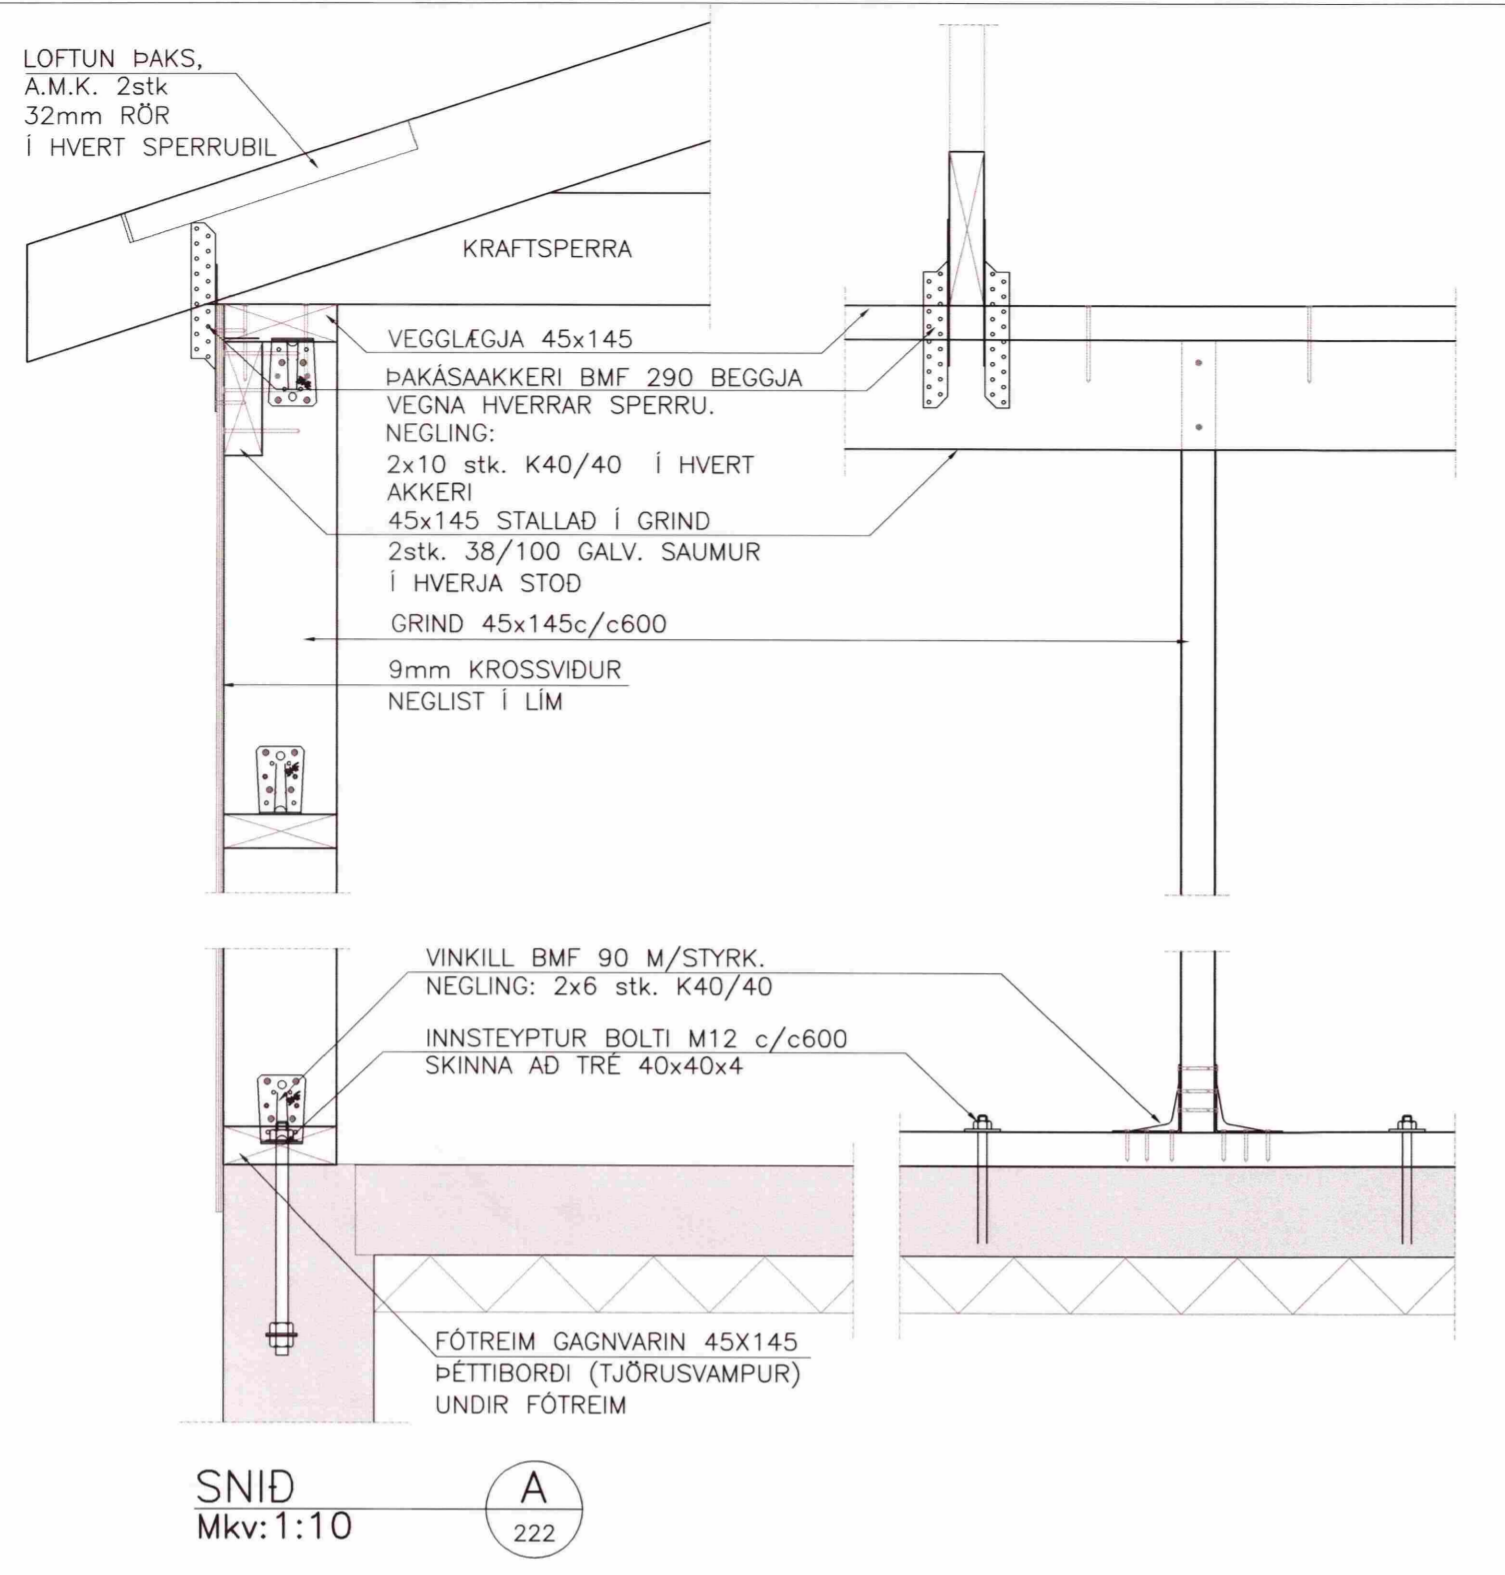 LOFTUN ÞAKS,
A.M.K. 2stk
32mm RÖR
Í HVERT SPERRUBIL
KRAFTSPERRA
VEGGLÆGJA 45x145
ÞAKÁSAAKKERI BMF 290 BEGGJA
VEGNA HVERRAR SPERRU.
NEGLING:
2x10 stk. K40/40 Í HVERT
AKKERI
45x145 STALLAÐ Í GRIND
2stk. 38/100 GALV. SAUMUR
Í HVERJA STOÐ
GRIND 45x145c/c600
9mm KROSSVIÐUR
NEGLIST Í LÍM
VINKILL BMF 90 M/STYRK.
NEGLING: 2x6 stk. K40/40
INNSTEYPTUR BOLTI M12 c/c600
SKINNA AÐ TRÉ 40x40x4
FÓTREIM GAGNVARIN 45X145
ÞÉTTIBORÐI (TJÖRUSVAMPUR)
UNDIR FÓTREIM
SNIÐ
Mkv:1:10
A
222